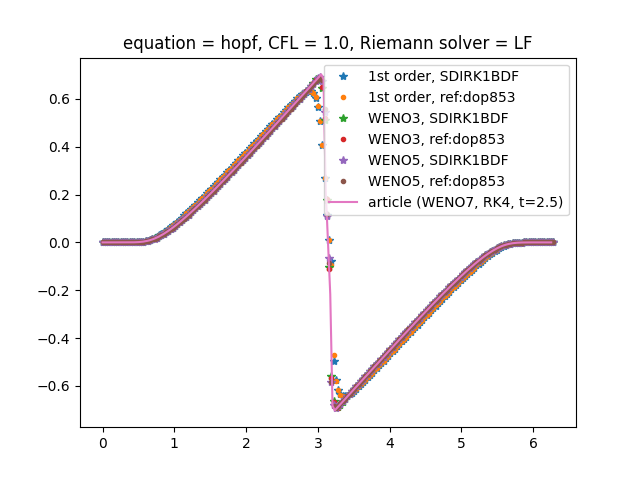 equation = hopf, CFL = 1.0, Riemann solver = LF
1st order, SDIRK1BDF
1st order, ref:dop853
WENO3, SDIRK1BDF
WENO3, ref:dop853
WENO5, SDIRK1BDF
WENO5, ref:dop853
article (WENO7, RK4, t=2.5)
0.6
0.4
0.2
0.0
−0.2
−0.4
−0.6
0 1 2 3 4 5 6